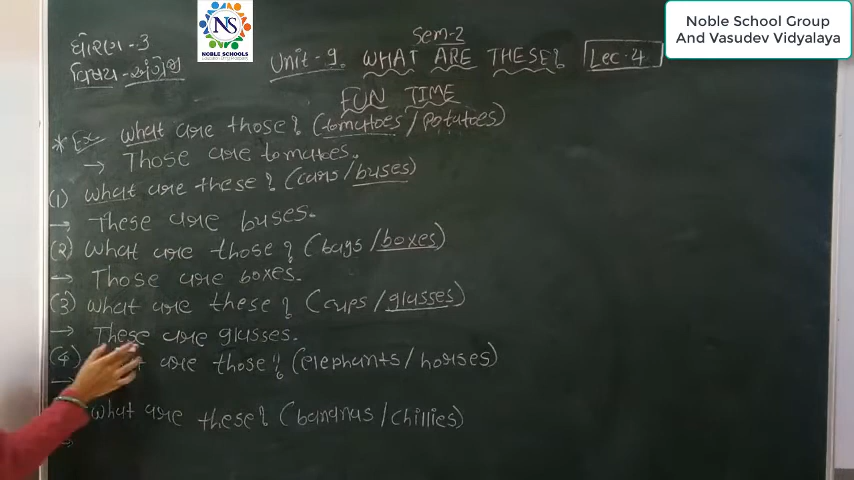 Noble School Group
And Vasudev Vidyalaya
NS
NOBLE SCHOOLS
ધોરણ-3
વિષય-અંગ્રેજી
Sem-2
Unit-9. WHAT ARE THESE? Lec-4
FUN TIME
* Ex. What are those? (tomatoes/potatoes)
→ Those are tomatoes.
(1) What are these? (cars/buses)
→ These are buses.
(2) What are those? (bags/boxes)
→ Those are boxes.
(3) What are these? (cups/glasses)
→ These are glasses.
(4) are those? (elephants/horses)
→
What are these? (bananas/chillies)
→